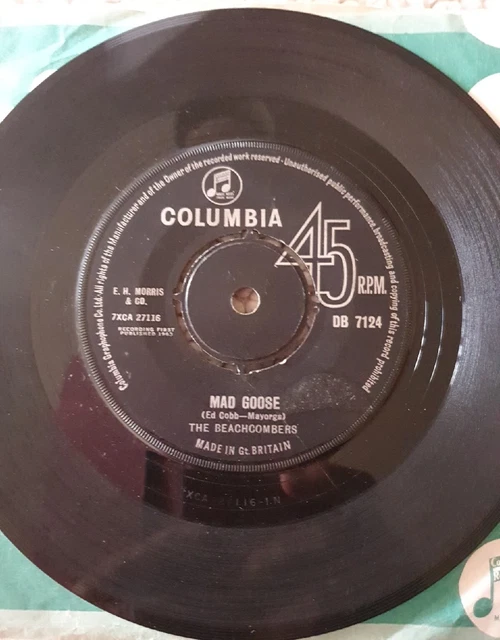 Columbia Graphophone Co. Ltd. All rights of the Manufacturer and of the Owner of the recorded work reserved · Unauthorised public performance, broadcasting and copying of this record prohibited
COLUMBIA
45
R.P.M.
E. H. MORRIS
& CO.
7XCA 27116
DB 7124
RECORDING FIRST
PUBLISHED 1963
MAD GOOSE
(Ed Cobb—Mayorga)
THE BEACHCOMBERS
MADE IN Gt. BRITAIN